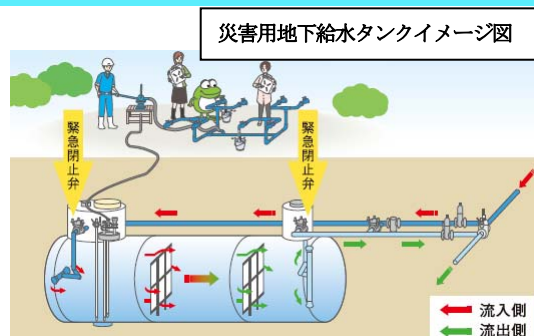 災害用地下給水タンクイメージ図
緊急閉止弁
緊急閉止弁
流入側
流出側